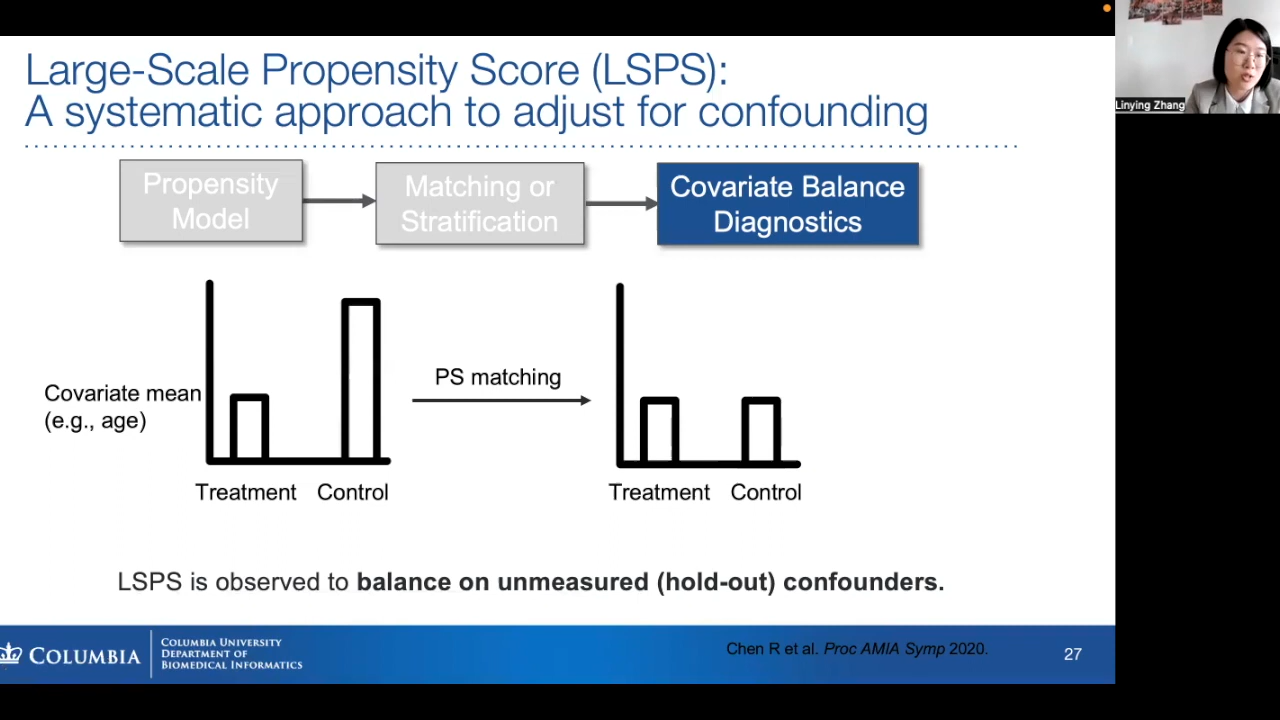 Large-Scale Propensity Score (LSPS):
A systematic approach to adjust for confounding
Propensity
Model
Matching or
Stratification
Covariate Balance
Diagnostics
Covariate mean
(e.g., age)
Treatment Control
PS matching
Treatment Control
LSPS is observed to balance on unmeasured (hold-out) confounders.
COLUMBIA
COLUMBIA UNIVERSITY
DEPARTMENT OF
BIOMEDICAL INFORMATICS
Chen R et al. Proc AMIA Symp 2020.
27
Linying Zhang